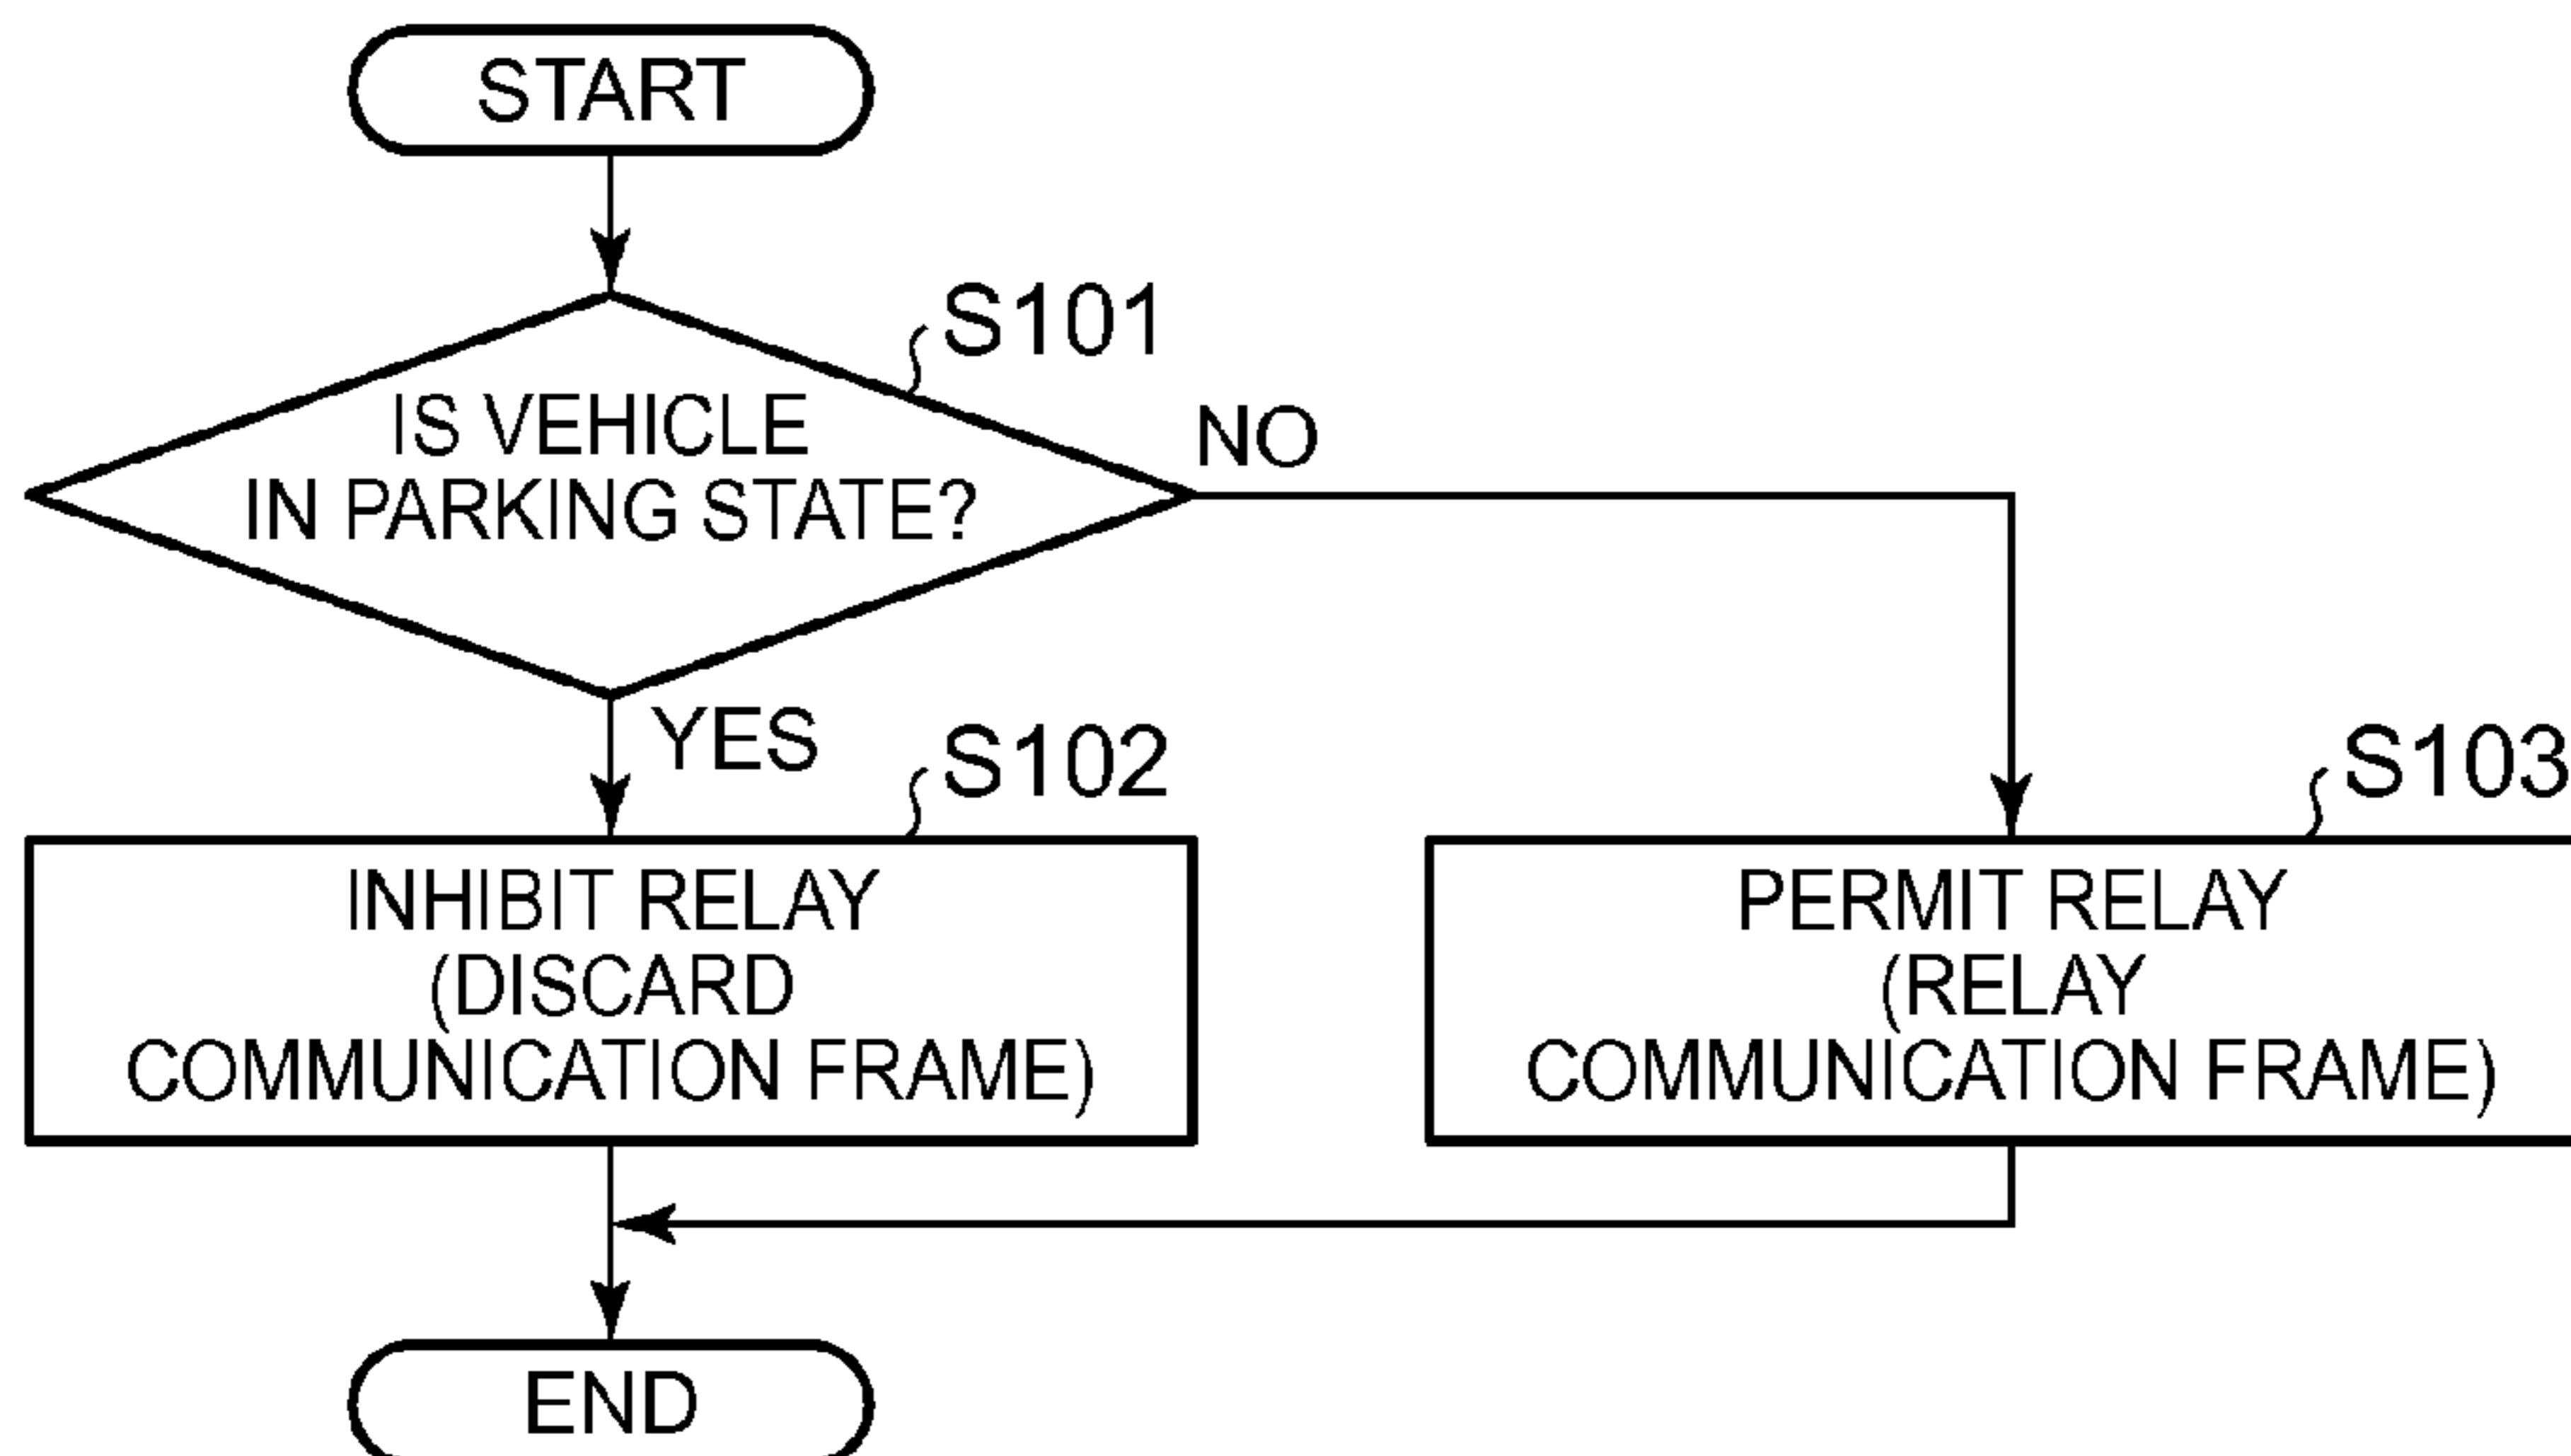 START
S101
IS VEHICLE
IN PARKING STATE?
NO
YES
S102
INHIBIT RELAY
(DISCARD
COMMUNICATION FRAME)
S103
PERMIT RELAY
(RELAY
COMMUNICATION FRAME)
END